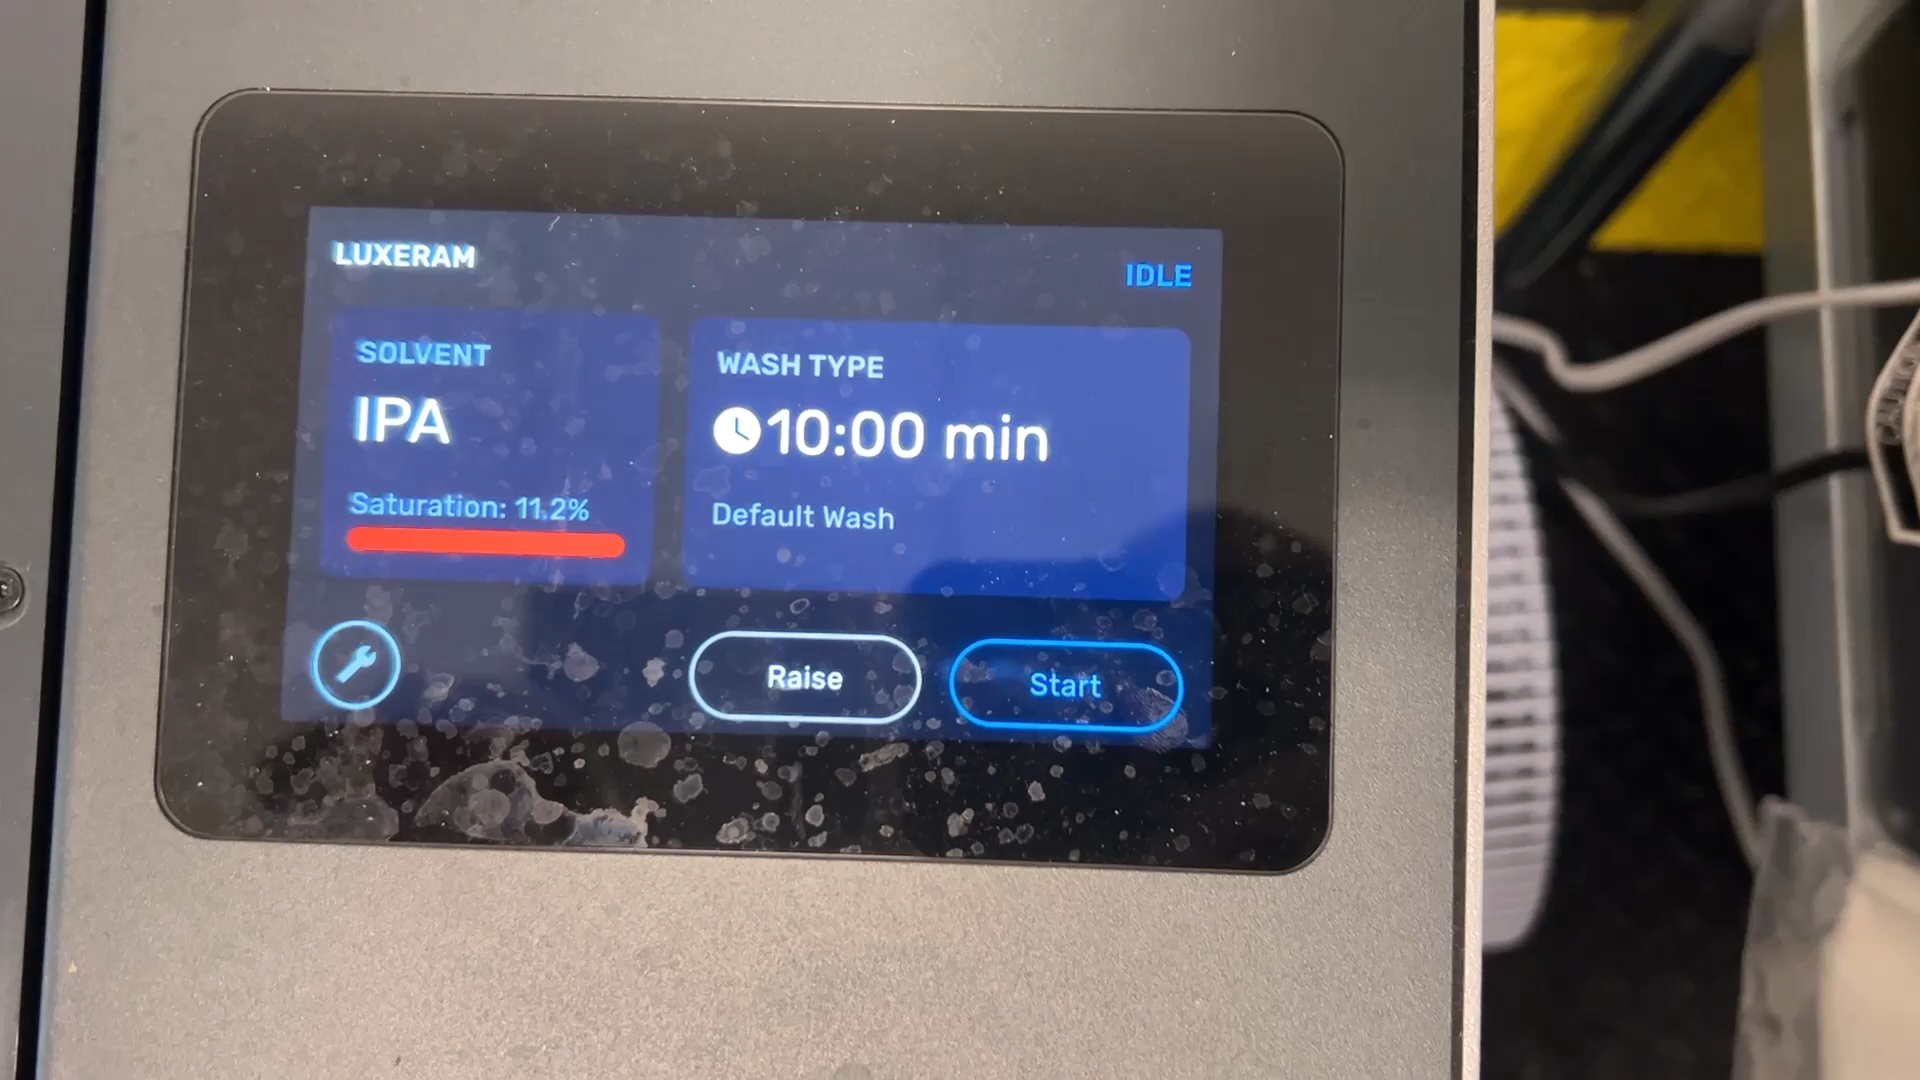 LUXERAM
IDLE
SOLVENT
IPA
Saturation: 11.2%
WASH TYPE
10:00 min
Default Wash
Raise
Start